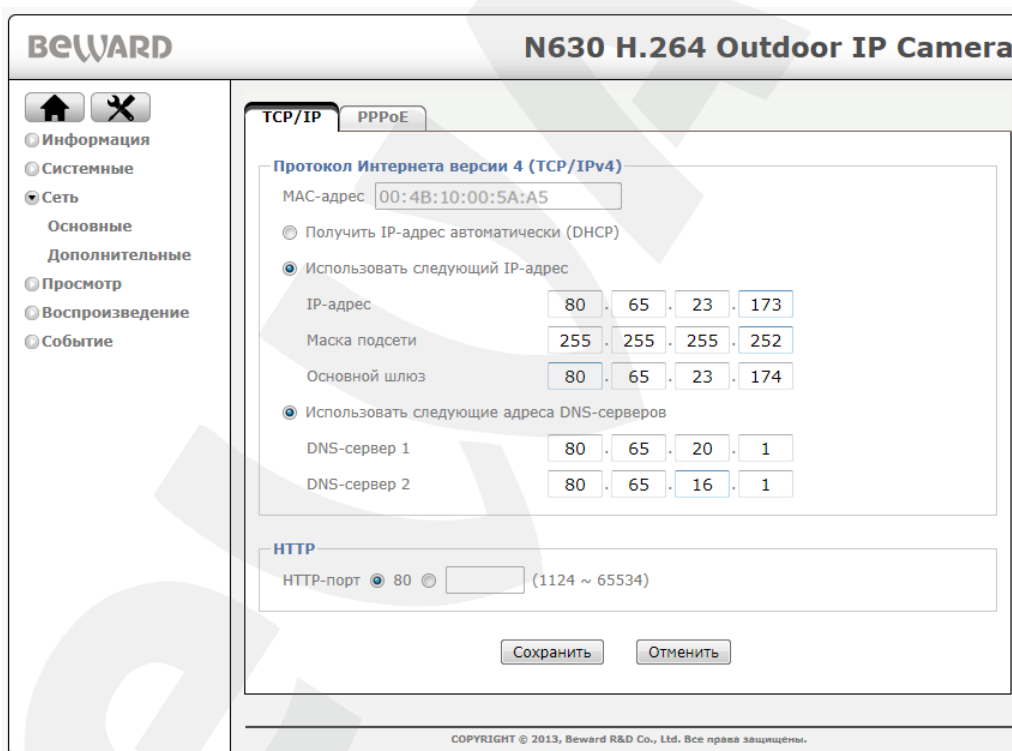 BEWARD
N630 H.264 Outdoor IP Camera
Информация
Системные
Сеть
Основные
Дополнительные
Просмотр
Воспроизведение
Событие
TCP/IP PPPoE
Протокол Интернета версии 4 (TCP/IPv4)
MAC-адрес 00:4B:10:00:5A:A5
Получить IP-адрес автоматически (DHCP)
Использовать следующий IP-адрес
IP-адрес 80 . 65 . 23 . 173
Маска подсети 255 . 255 . 255 . 252
Основной шлюз 80 . 65 . 23 . 174
Использовать следующие адреса DNS-серверов
DNS-сервер 1 80 . 65 . 20 . 1
DNS-сервер 2 80 . 65 . 16 . 1
HTTP
HTTP-порт 80 (1124 ~ 65534)
Сохранить Отменить
COPYRIGHT © 2013, Beward R&D Co., Ltd. Все права защищены.